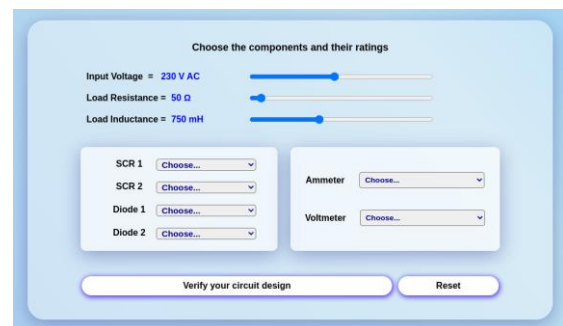 Choose the components and their ratings
Input Voltage = 230 V AC
Load Resistance = 50 Ω
Load Inductance = 750 mH
SCR 1 Choose...
SCR 2 Choose...
Diode 1 Choose...
Diode 2 Choose...
Ammeter Choose...
Voltmeter Choose...
Verify your circuit design Reset